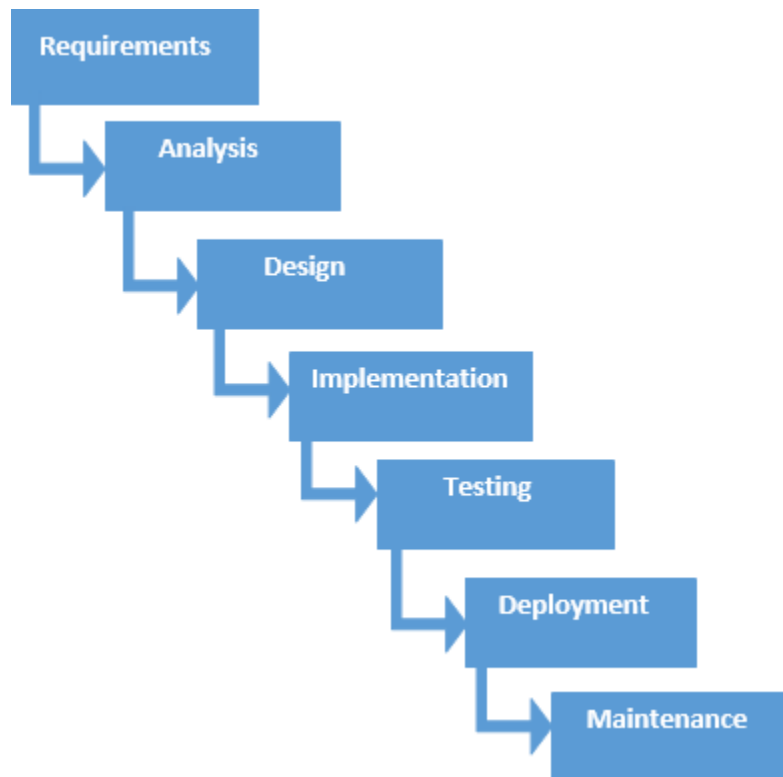 Requirements
Analysis
Design
Implementation
Testing
Deployment
Maintenance